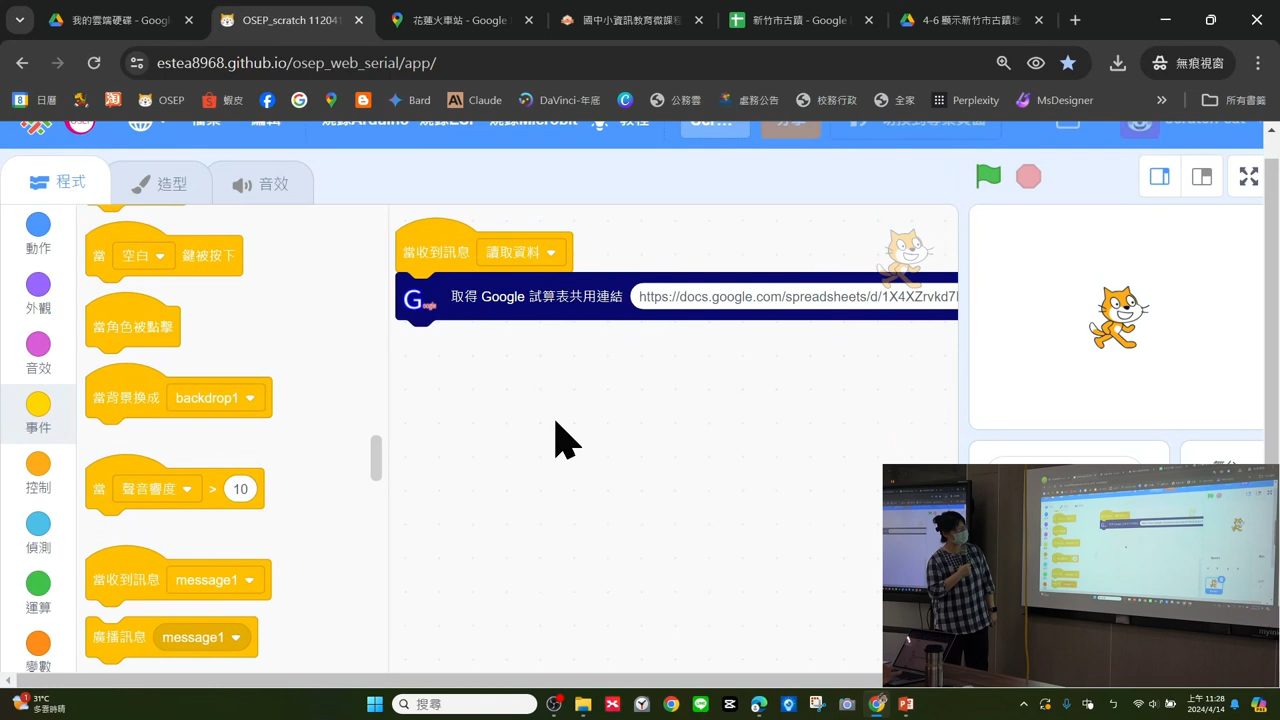 我的雲端硬碟 - Goog
OSEP_scratch 11204
花蓮火車站 - Google
國中小資訊教育微課程
新竹市古蹟 - Google
4-6 顯示新竹市古蹟地
estea8968.github.io/osep_web_serial/app/
無痕視窗
日曆
OSEP
蝦皮
Bard
Claude
DaVinci-年底
公務雲
處務公告
校務行政
全家
Perplexity
MsDesigner
所有書籤
程式
造型
音效
動作
外觀
音效
事件
控制
偵測
運算
變數
當 空白 鍵被按下
當角色被點擊
當背景換成 backdrop1
當 聲音響度 > 10
當收到訊息 message1
廣播訊息 message1
當收到訊息 讀取資料
Google 取得 Google 試算表共用連結 https://docs.google.com/spreadsheets/d/1X4XZrvkd7
31°C
多雲時晴
搜尋
上午 11:28
2024/4/14